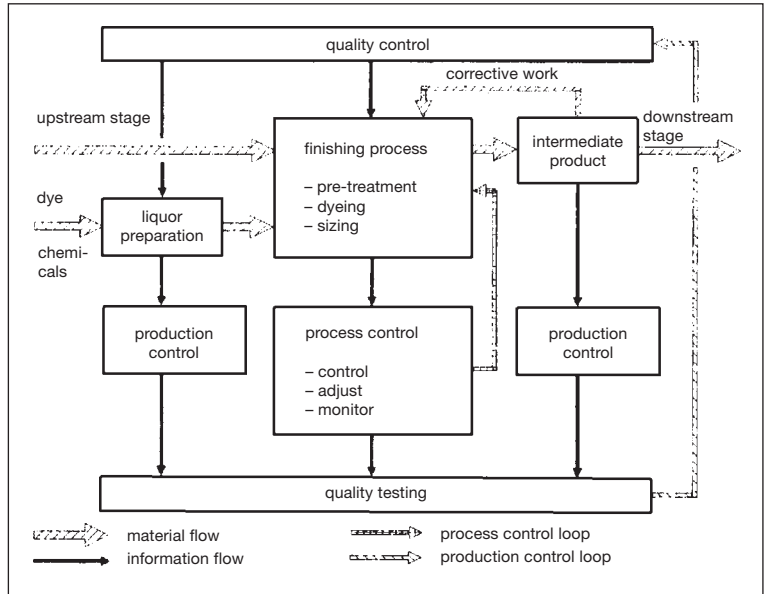 quality control
corrective work
upstream stage
downstream
stage
finishing process
– pre-treatment
– dyeing
– sizing
intermediate
product
dye
chemi-
cals
liquor
preparation
production
control
process control
– control
– adjust
– monitor
production
control
quality testing
material flow
information flow
process control loop
production control loop